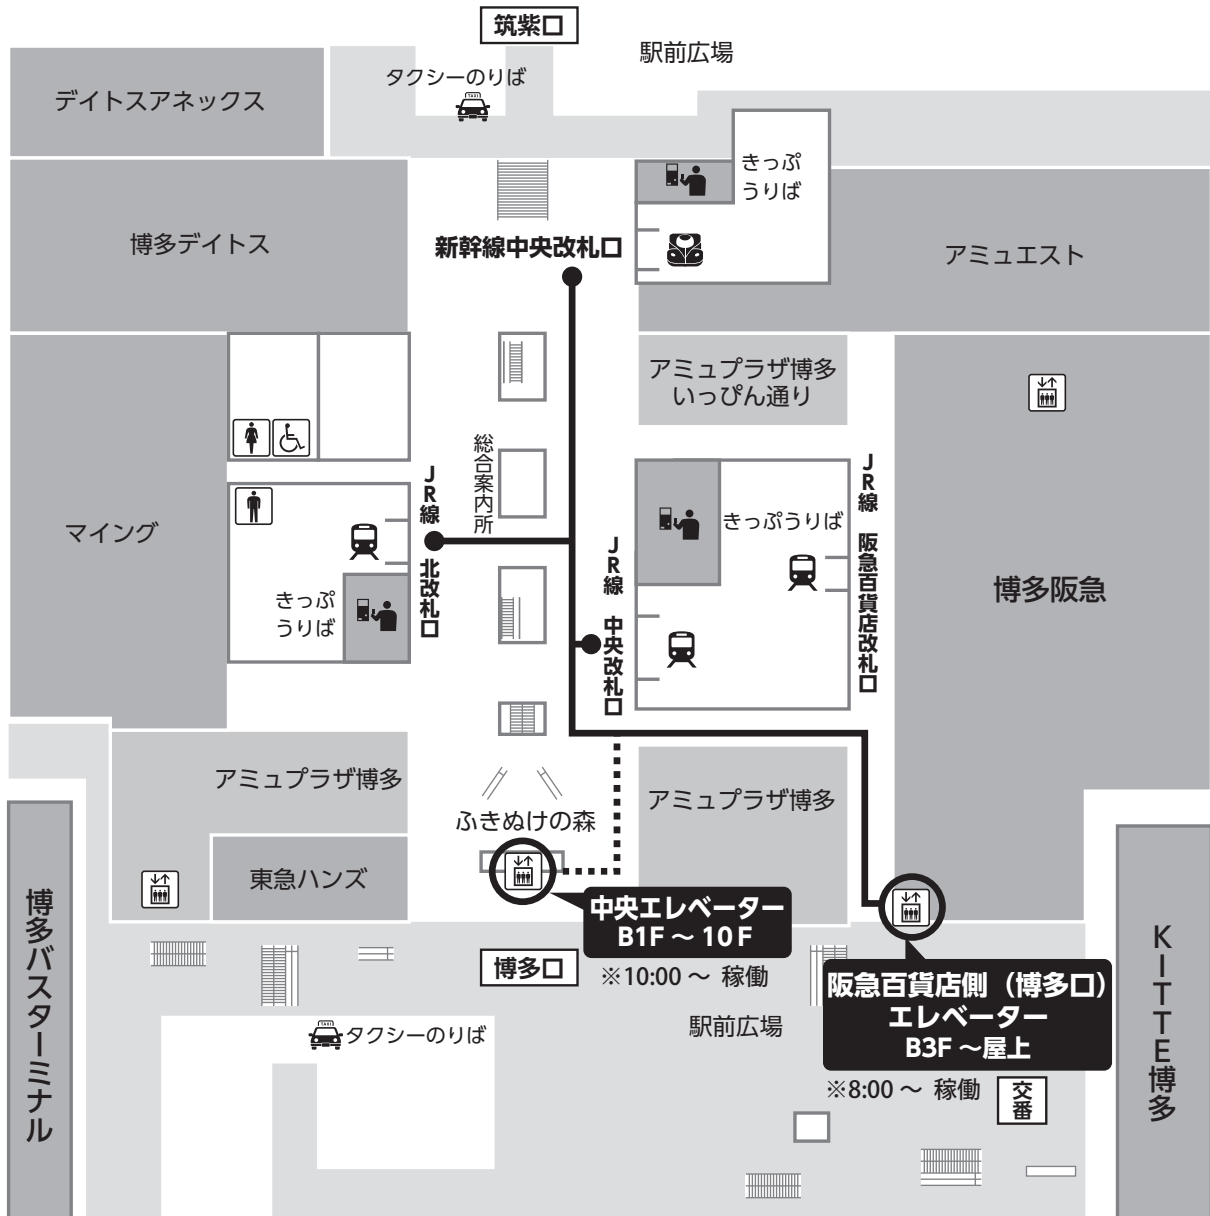 筑紫口
駅前広場
タクシーのりば
TAXI
デイトスアネックス
きっぷ
うりば
博多デイトス
新幹線中央改札口
アミュエスト
アミュプラザ博多
いっぴん通り
総合案内所
JR線 北改札口
JR線 阪急百貨店改札口
マイング
きっぷうりば
JR線 中央改札口
博多阪急
きっぷ
うりば
アミュプラザ博多
アミュプラザ博多
ふきぬけの森
東急ハンズ
中央エレベーター
B1F ～ 10F
※10:00 ～ 稼働
博多口
阪急百貨店側（博多口）
エレベーター
B3F ～屋上
※8:00 ～ 稼働
駅前広場
TAXI
タクシーのりば
交番
博多バスターミナル
KITTE博多